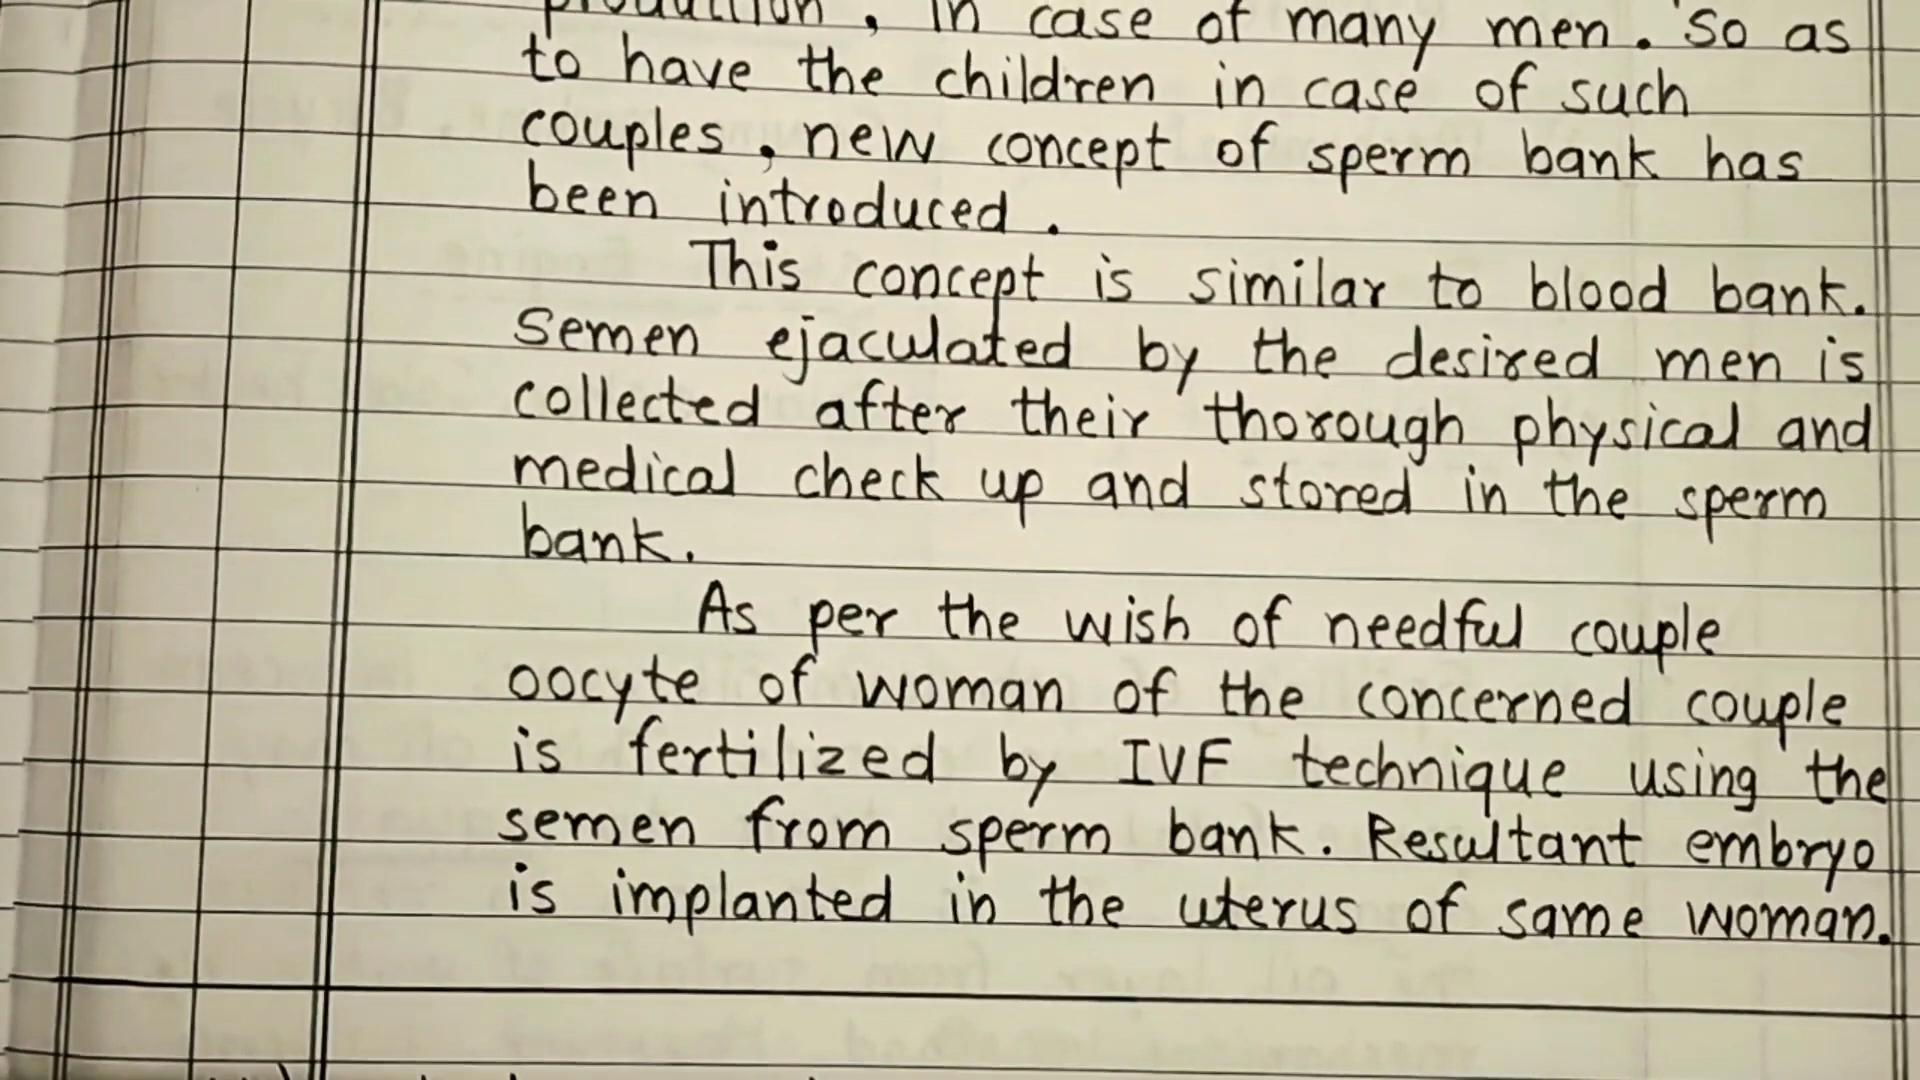 production, in case of many men. So as
to have the children in case of such
couples, new concept of sperm bank has
been introduced.
This concept is similar to blood bank.
Semen ejaculated by the desired men is
collected after their thorough physical and
medical check up and stored in the sperm
bank.
As per the wish of needful couple
oocyte of woman of the concerned couple
is fertilized by IVF technique using the
semen from sperm bank. Resultant embryo
is implanted in the uterus of same woman.